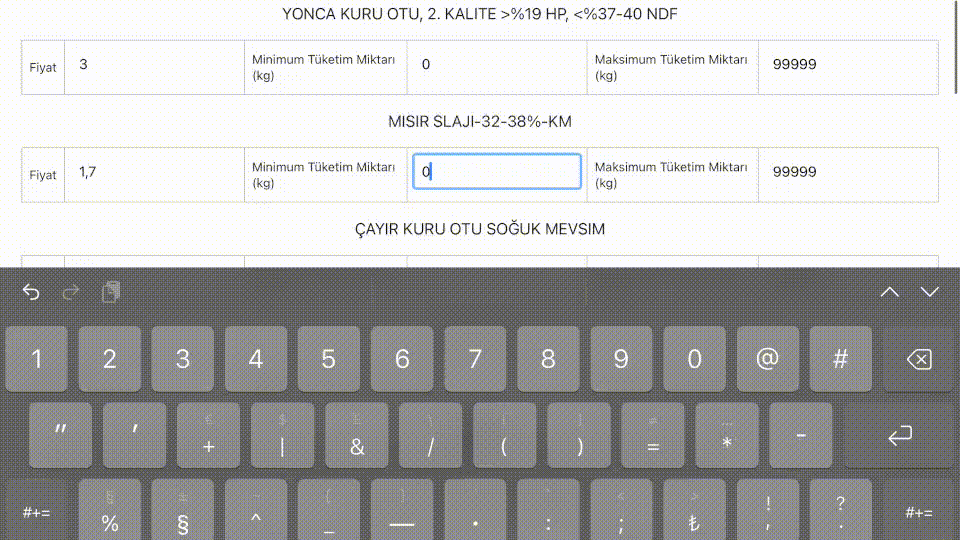 YONCA KURU OTU, 2. KALITE >%19 HP, <%37-40 NDF
Fiyat 3 Minimum Tüketim Miktarı (kg) 0 Maksimum Tüketim Miktarı (kg) 99999
MISIR SLAJI-32-38%-KM
Fiyat 1,7 Minimum Tüketim Miktarı (kg) 0 Maksimum Tüketim Miktarı (kg) 99999
ÇAYIR KURU OTU SOĞUK MEVSIM
1 2 3 4 5 6 7 8 9 0 @ #
€ $ £ \ [ ] ≠ …
" ' + | & / ( ) = * -
§ ± ~ { } ` < > ! ?
#+= % § ^ _ — · : ; ₺ , . #+=